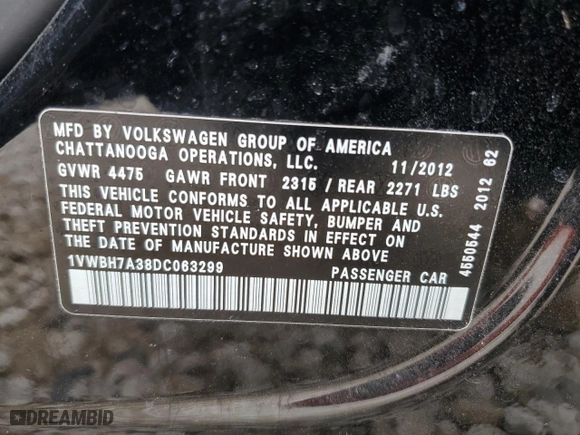 MFD BY VOLKSWAGEN GROUP OF AMERICA
CHATTANOOGA OPERATIONS, LLC. 11/2012
GVWR 4475 GAWR FRONT 2315 / REAR 2271 LBS
THIS VEHICLE CONFORMS TO ALL APPLICABLE U.S.
FEDERAL MOTOR VEHICLE SAFETY, BUMPER AND
THEFT PREVENTION STANDARDS IN EFFECT ON
THE DATE OF MANUFACTURE SHOWN ABOVE
1VWBH7A38DC063299 PASSENGER CAR
4550544 2012 62
DREAMBID